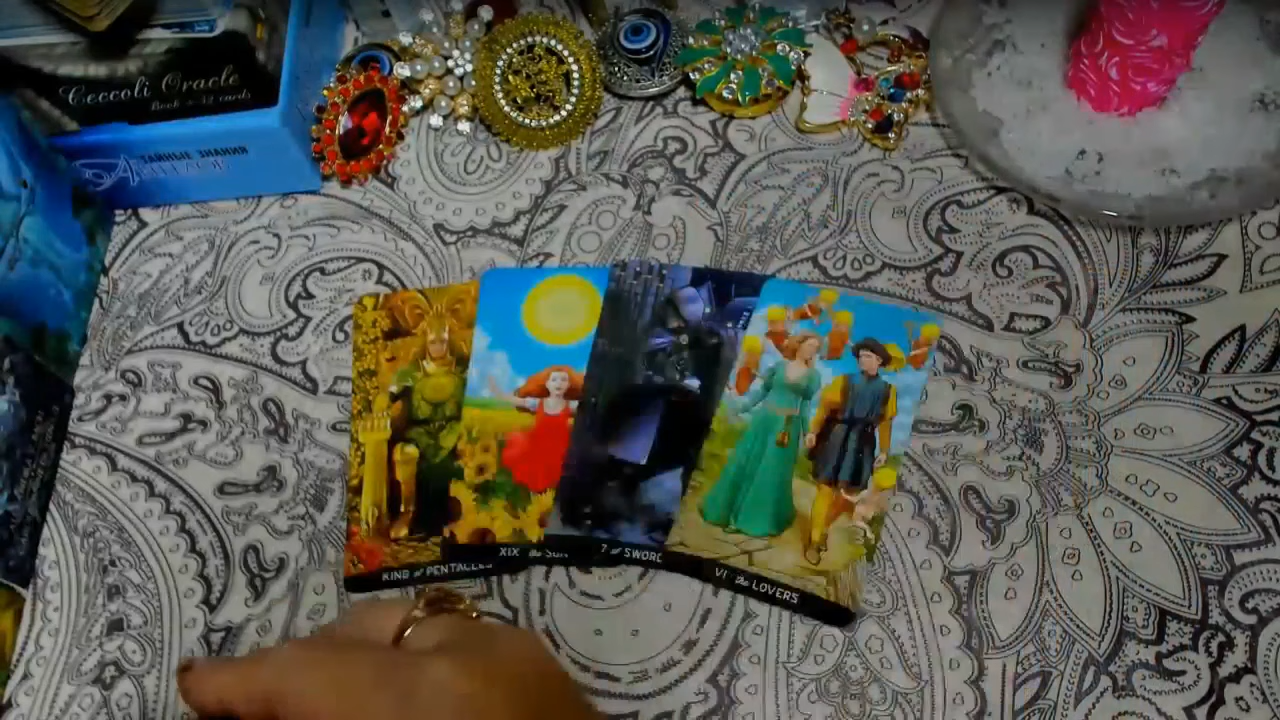 Ceccoli Oracle
Book + 32 cards
ТАЙНЫЕ ЗНАНИЯ
KING of PENTACLES
XIX the SUN
7 of SWORD
VI the LOVERS